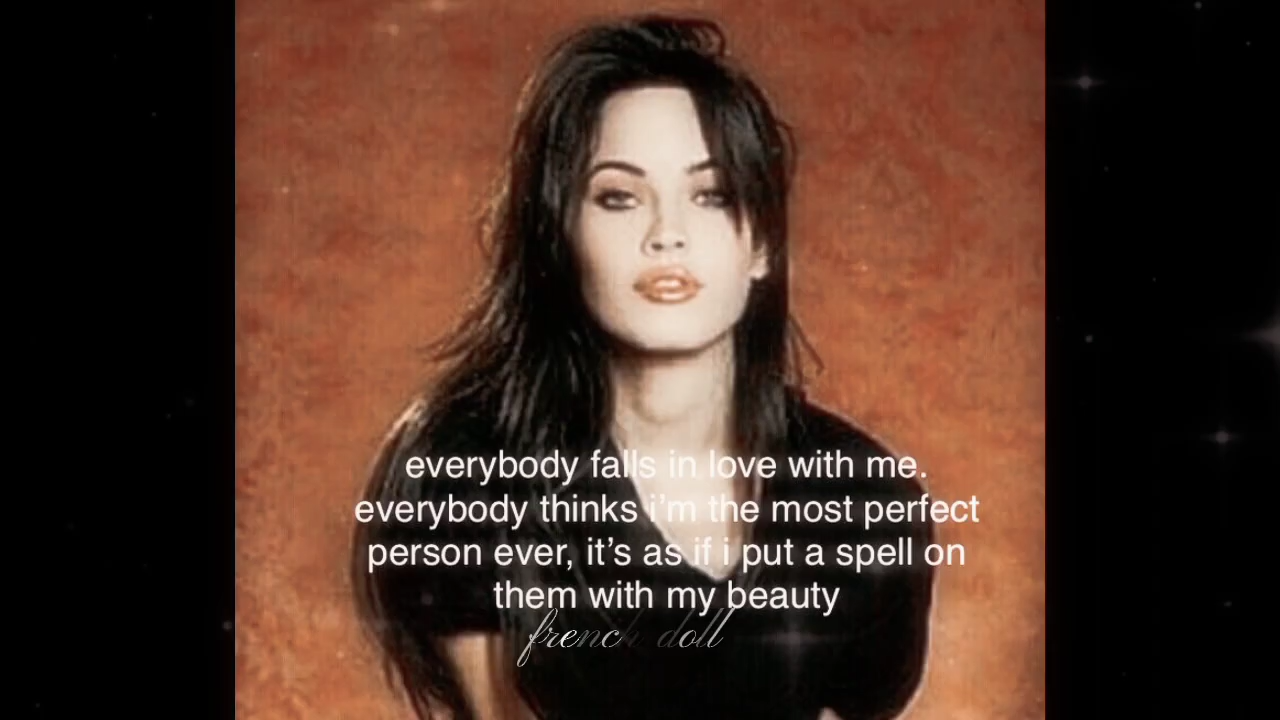 everybody falls in love with me.
everybody thinks i’m the most perfect
person ever, it’s as if i put a spell on
them with my beauty
french doll